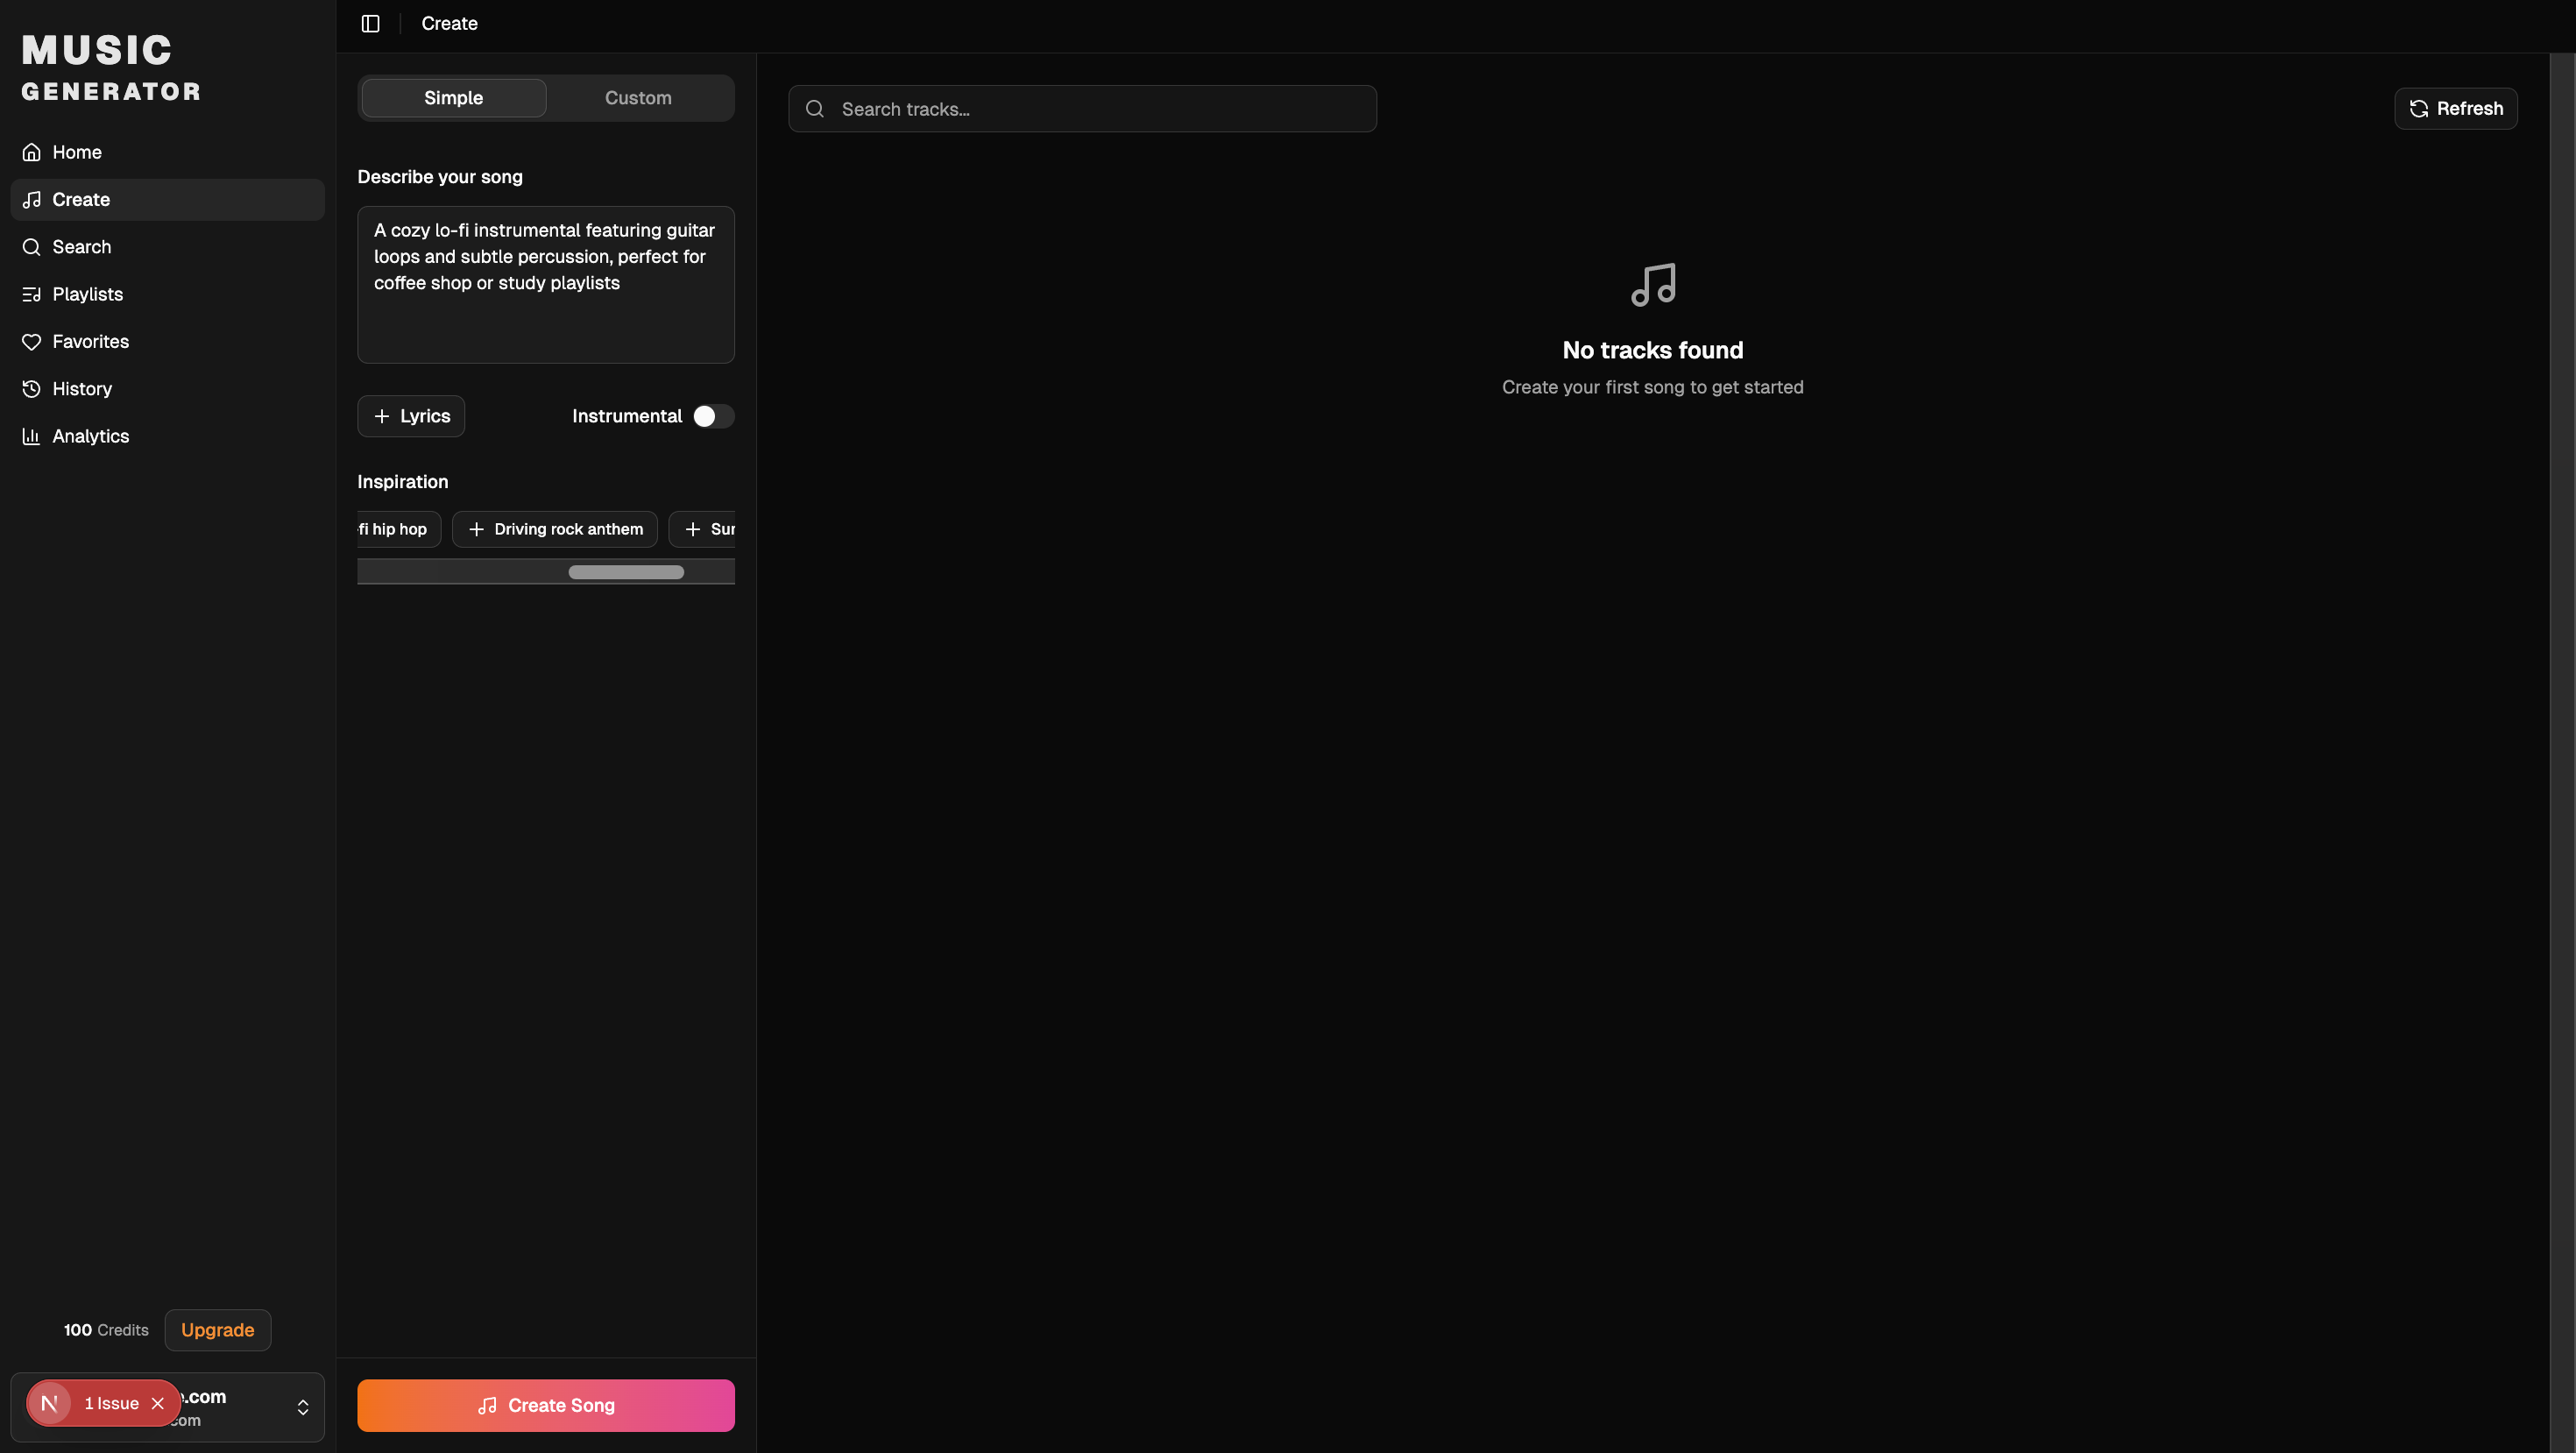 MUSIC
GENERATOR
Home
Create
Search
Playlists
Favorites
History
Analytics
100 Credits
Upgrade
N
1 Issue
.com
com
Create
Simple
Custom
Describe your song
A cozy lo-fi instrumental featuring guitar
loops and subtle percussion, perfect for
coffee shop or study playlists
Lyrics
Instrumental
Inspiration
fi hip hop
Driving rock anthem
Sur
Create Song
Search tracks...
Refresh
No tracks found
Create your first song to get started